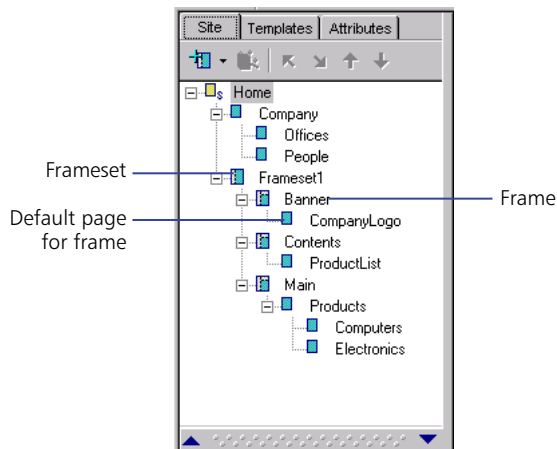 Site Templates Attributes
s Home
Company
Offices
People
Frameset Frameset1
Banner Frame
Default page
for frame
CompanyLogo
Contents
ProductList
Main
Products
Computers
Electronics